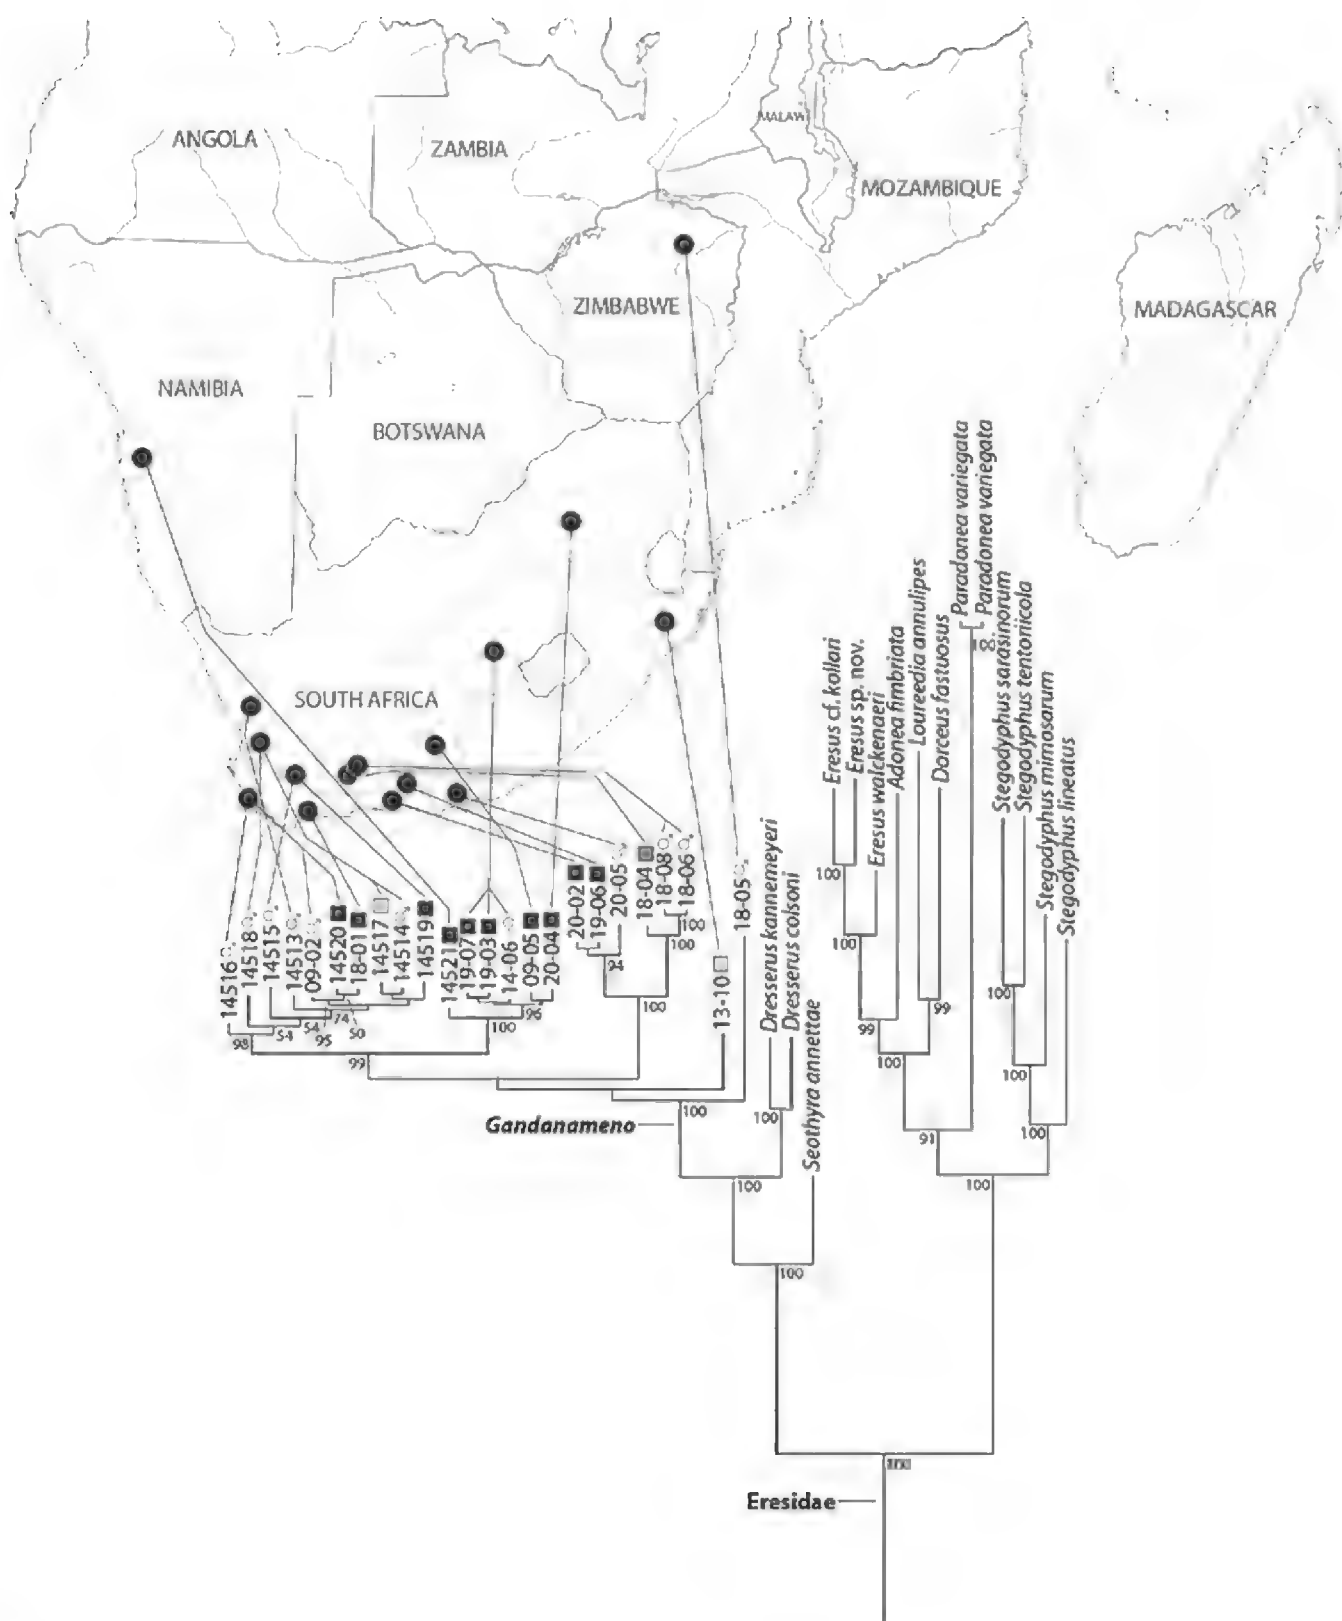 ANGOLA
ZAMBIA
MALAWI
MOZAMBIQUE
ZIMBABWE
MADAGASCAR
NAMIBIA
BOTSWANA
SOUTH AFRICA
14516
14518
14515
14513
09-02
14520
18-01
14517
14514
14519
14521
19-07
19-03
14-06
09-05
20-04
20-02
19-06
20-05
18-04
18-08
18-06
13-10
18-05
Dresserus kannemeyeri
Dresserus colsoni
Seothyra annettae
Eresus cf. kollari
Eresus sp. nov.
Eresus walckenaeri
Adonea fimbriata
Loureedia annulipes
Dorceus fastuosus
Paradonea variegata
Paradonea variegata
Stegodyphus sarasinorum
Stegodyphus tentoriicola
Stegodyphus mimosarum
Stegodyphus lineatus
98
54
95
54
74
50
99
100
96
94
100
100
100
100
Gandanameno
100
100
100
100
100
99
99
100
91
100
100
100
100
100
100
Eresidae